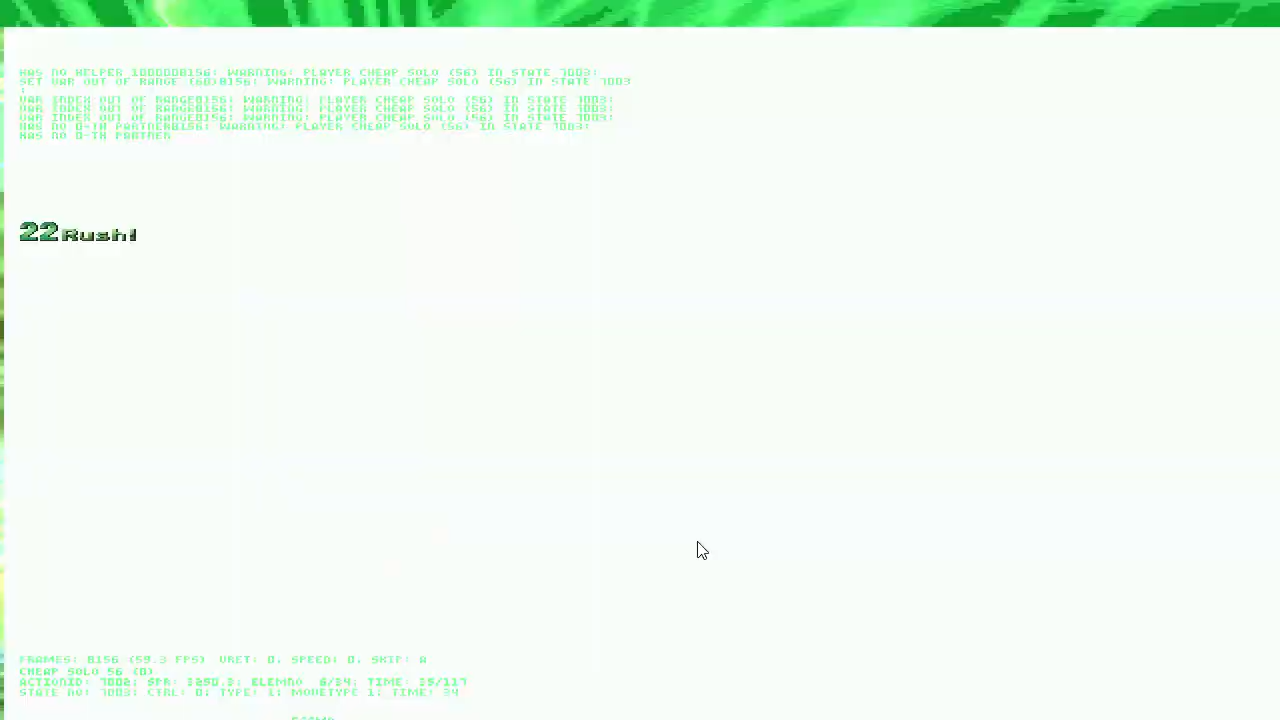 HAS NO HELPER 10000008156: WARNING: PLAYER CHEAP SOLO (56) IN STATE 7003:
SET VAR OUT OF RANGE (60)8156: WARNING: PLAYER CHEAP SOLO (56) IN STATE 7003
:
VAR INDEX OUT OF RANGE8156: WARNING: PLAYER CHEAP SOLO (56) IN STATE 7003:
VAR INDEX OUT OF RANGE8156: WARNING: PLAYER CHEAP SOLO (56) IN STATE 7003:
VAR INDEX OUT OF RANGE8156: WARNING: PLAYER CHEAP SOLO (56) IN STATE 7003:
HAS NO 0-TH PARTNER8156: WARNING: PLAYER CHEAP SOLO (56) IN STATE 7003:
HAS NO 0-TH PARTNER
22 Rush!
FRAMES: 8156 (59.3 FPS) VRET: 0. SPEED: 0. SKIP: A
CHEAP SOLO 56 (0)
ACTIONID: 7002: SPR: 3250.3: ELEMNO 6/34: TIME: 35/117
STATE NO: 7003: CTRL: 0: TYPE: L: MOVETYPE I: TIME: 34